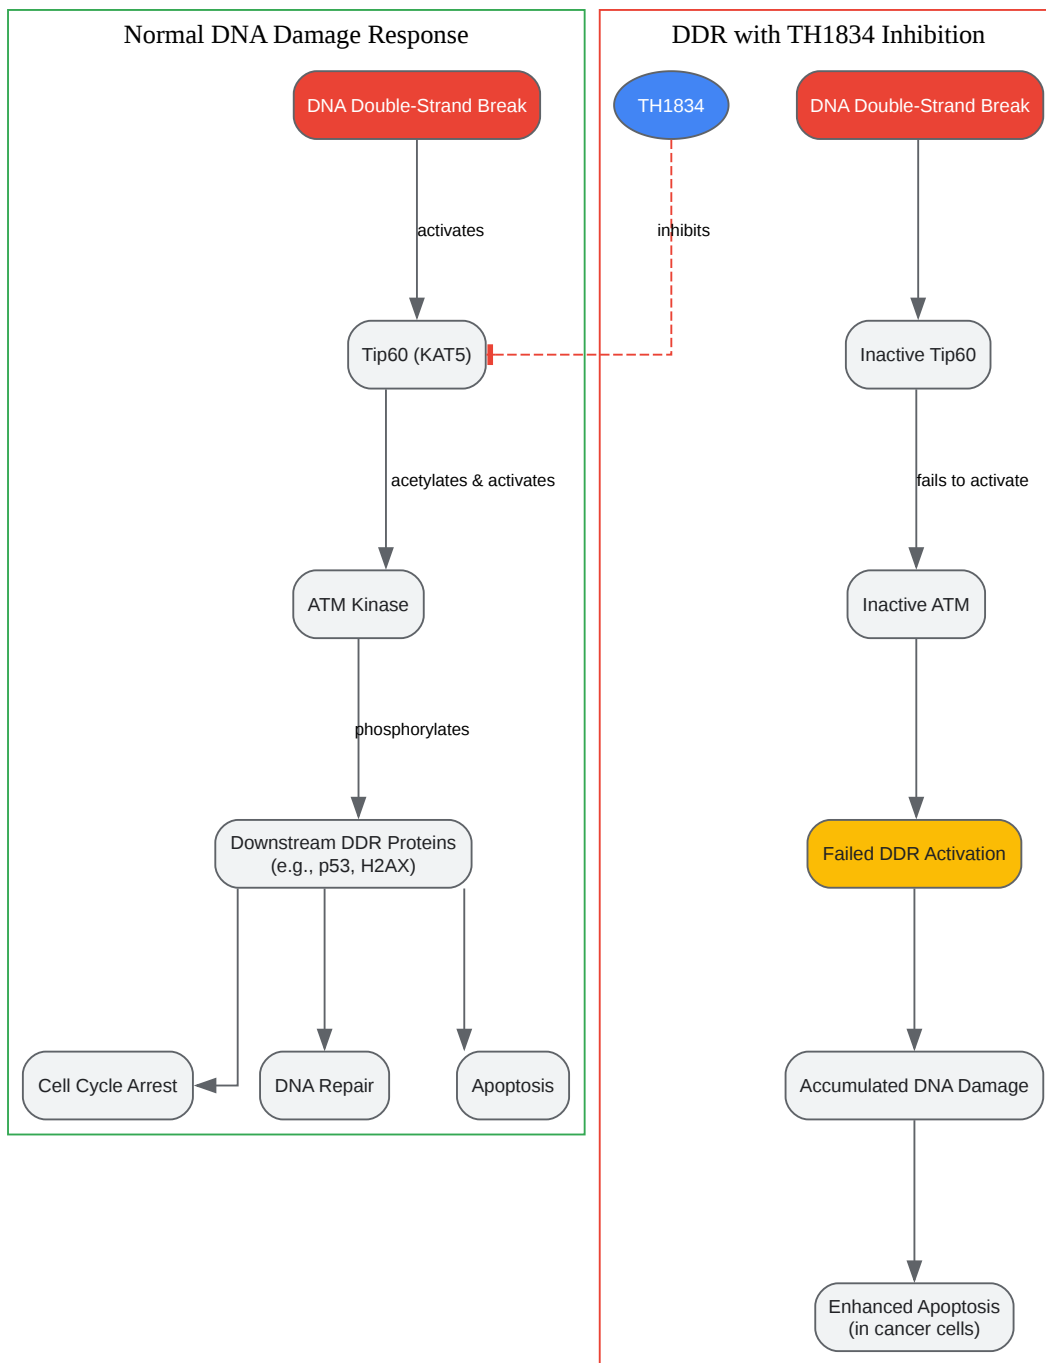 Normal DNA Damage Response
DNA Double-Strand Break
activates
Tip60 (KAT5)
acetylates & activates
ATM Kinase
phosphorylates
Downstream DDR Proteins
(e.g., p53, H2AX)
Cell Cycle Arrest
DNA Repair
Apoptosis
DDR with TH1834 Inhibition
TH1834
inhibits
DNA Double-Strand Break
Inactive Tip60
fails to activate
Inactive ATM
Failed DDR Activation
Accumulated DNA Damage
Enhanced Apoptosis
(in cancer cells)